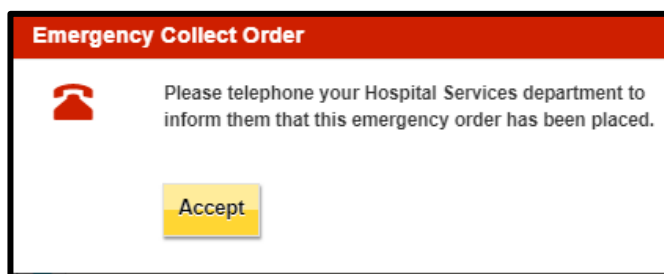 Emergency Collect Order
Please telephone your Hospital Services department to
inform them that this emergency order has been placed.
Accept